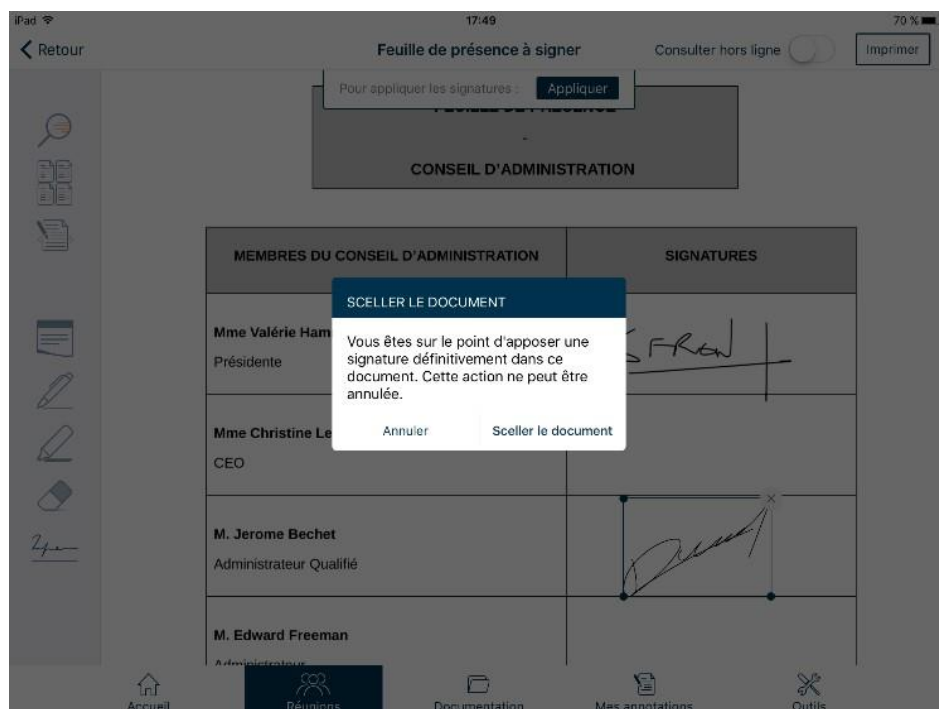 iPad 17:49 70 %
Retour Feuille de présence à signer Consulter hors ligne Imprimer
Pour appliquer les signatures : Appliquer
-
CONSEIL D'ADMINISTRATION
MEMBRES DU CONSEIL D'ADMINISTRATION SIGNATURES
SCELLER LE DOCUMENT
Vous êtes sur le point d'apposer une
signature définitivement dans ce
document. Cette action ne peut être
annulée.
Annuler Sceller le document
Mme Valérie Ham
Présidente
Mme Christine Le
CEO
M. Jerome Bechet
Administrateur Qualifié
M. Edward Freeman
Administrateur
Accueil Réunions Documentation Mes annotations Outils